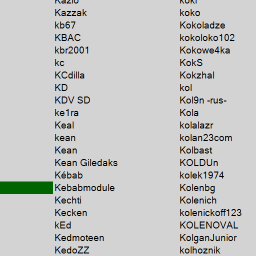 Kazio
Kazzak
kb67
KBAC
kbr2001
kc
KCdilla
KD
KDV SD
ke1ra
Keal
kean
Kean
Kean Giledaks
Kébab
Kebabmodule
Kechti
Kecken
kEd
Kedmoteen
KedoZZ
koki
koko
Kokoladze
kokoloko102
Kokowe4ka
KokS
Kokzhal
kol
Kol9n -rus-
Kola
kolalazr
kolan23com
Kolbast
KOLDUn
kolek1974
Kolenbg
Kolenich
kolenickoff123
KOLENOVAL
KolganJunior
kolhoznik